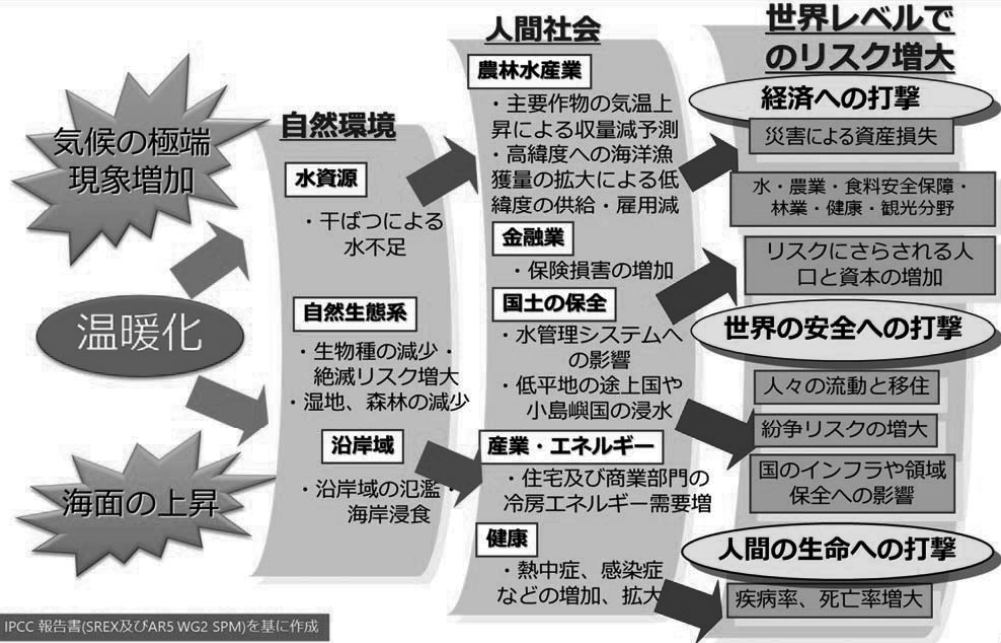 気候の極端
現象増加
温暖化
海面の上昇
自然環境
水資源
・干ばつによる
水不足
自然生態系
・生物種の減少・
絶滅リスク増大
・湿地、森林の減少
沿岸域
・沿岸域の氾濫・
海岸浸食
人間社会
農林水産業
・主要作物の気温上
昇による収量減予測
・高緯度への海洋漁
獲量の拡大による低
緯度の供給・雇用減
金融業
・保険損害の増加
国土の保全
・水管理システムへ
の影響
・低平地の途上国や
小島嶼国の浸水
産業・エネルギー
・住宅及び商業部門の
冷房エネルギー需要増
健康
・熱中症、感染症
などの増加、拡大
世界レベルで
のリスク増大
経済への打撃
災害による資産損失
水・農業・食料安全保障・
林業・健康・観光分野
リスクにさらされる人
口と資本の増加
世界の安全への打撃
人々の流動と移住
紛争リスクの増大
国のインフラや領域
保全への影響
人間の生命への打撃
疾病率、死亡率増大
IPCC 報告書(SREX及びAR5 WG2 SPM)を基に作成